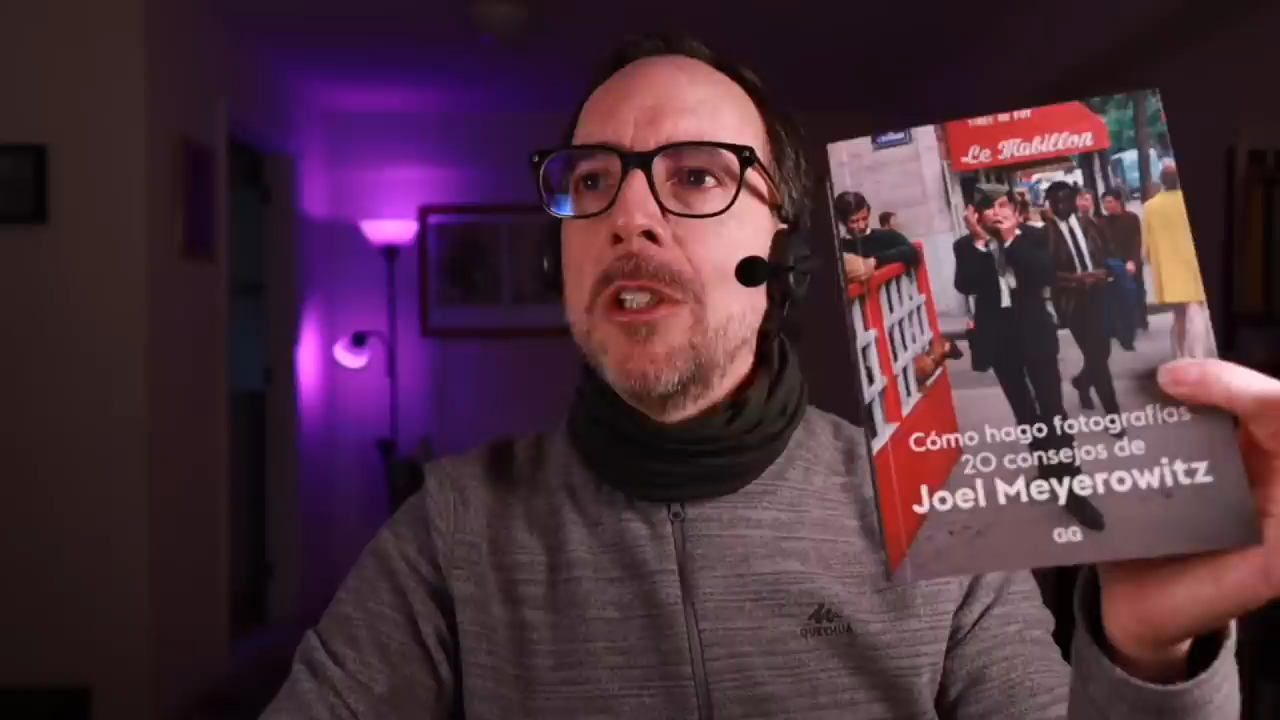 Le Mabillon
Cómo hago fotografías
20 consejos de
Joel Meyerowitz
GG
QUECHUA